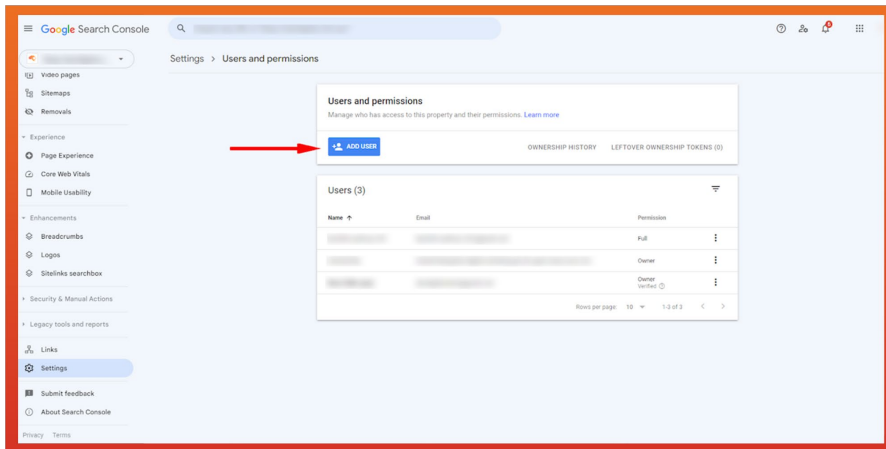 Google Search Console
Settings > Users and permissions
Video pages
Sitemaps
Removals
Experience
Page Experience
Core Web Vitals
Mobile Usability
Enhancements
Breadcrumbs
Logos
Sitelinks searchbox
Security & Manual Actions
Legacy tools and reports
Links
Settings
Submit feedback
About Search Console
Privacy Terms
Users and permissions
Manage who has access to this property and their permissions. Learn more
ADD USER OWNERSHIP HISTORY LEFTOVER OWNERSHIP TOKENS (0)
Users (3)
Name Email Permission
Full
Owner
Owner
Verified
Rows per page: 10 1-3 of 3